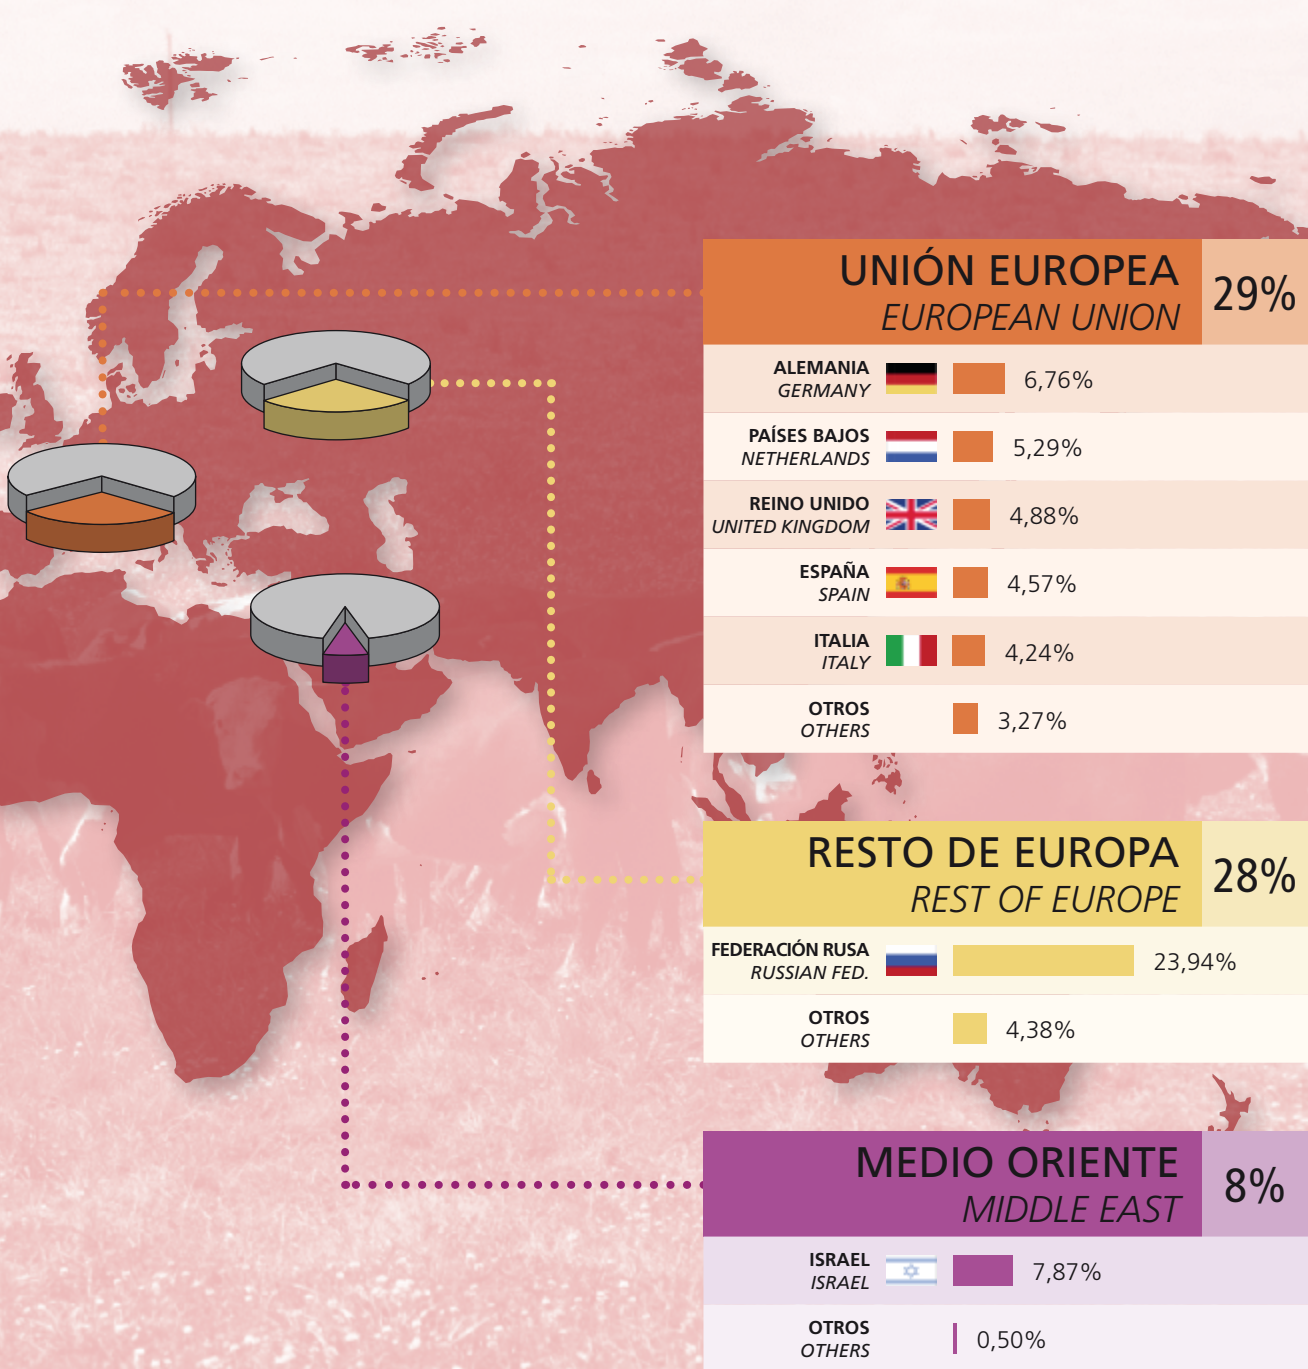 UNIÓN EUROPEA
EUROPEAN UNION
29%
ALEMANIA
GERMANY
6,76%
PAÍSES BAJOS
NETHERLANDS
5,29%
REINO UNIDO
UNITED KINGDOM
4,88%
ESPAÑA
SPAIN
4,57%
ITALIA
ITALY
4,24%
OTROS
OTHERS
3,27%
RESTO DE EUROPA
REST OF EUROPE
28%
FEDERACIÓN RUSA
RUSSIAN FED.
23,94%
OTROS
OTHERS
4,38%
MEDIO ORIENTE
MIDDLE EAST
8%
ISRAEL
ISRAEL
7,87%
OTROS
OTHERS
0,50%